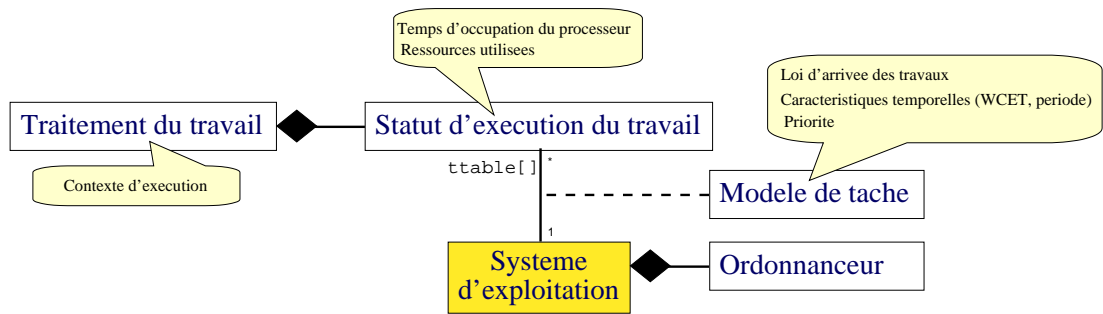 Temps d'occupation du processeur
Ressources utilisees
Loi d'arrivee des travaux
Caracteristiques temporelles (WCET, periode)
Priorite
Traitement du travail
Statut d'execution du travail
Contexte d'execution
ttable[]
*
Modele de tache
1
Systeme
d'exploitation
Ordonnanceur